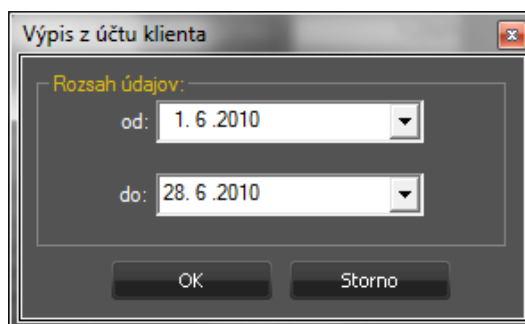 Výpis z účtu klienta
Rozsah údajov:
od: 1. 6 .2010
do: 28. 6 .2010
OK Storno